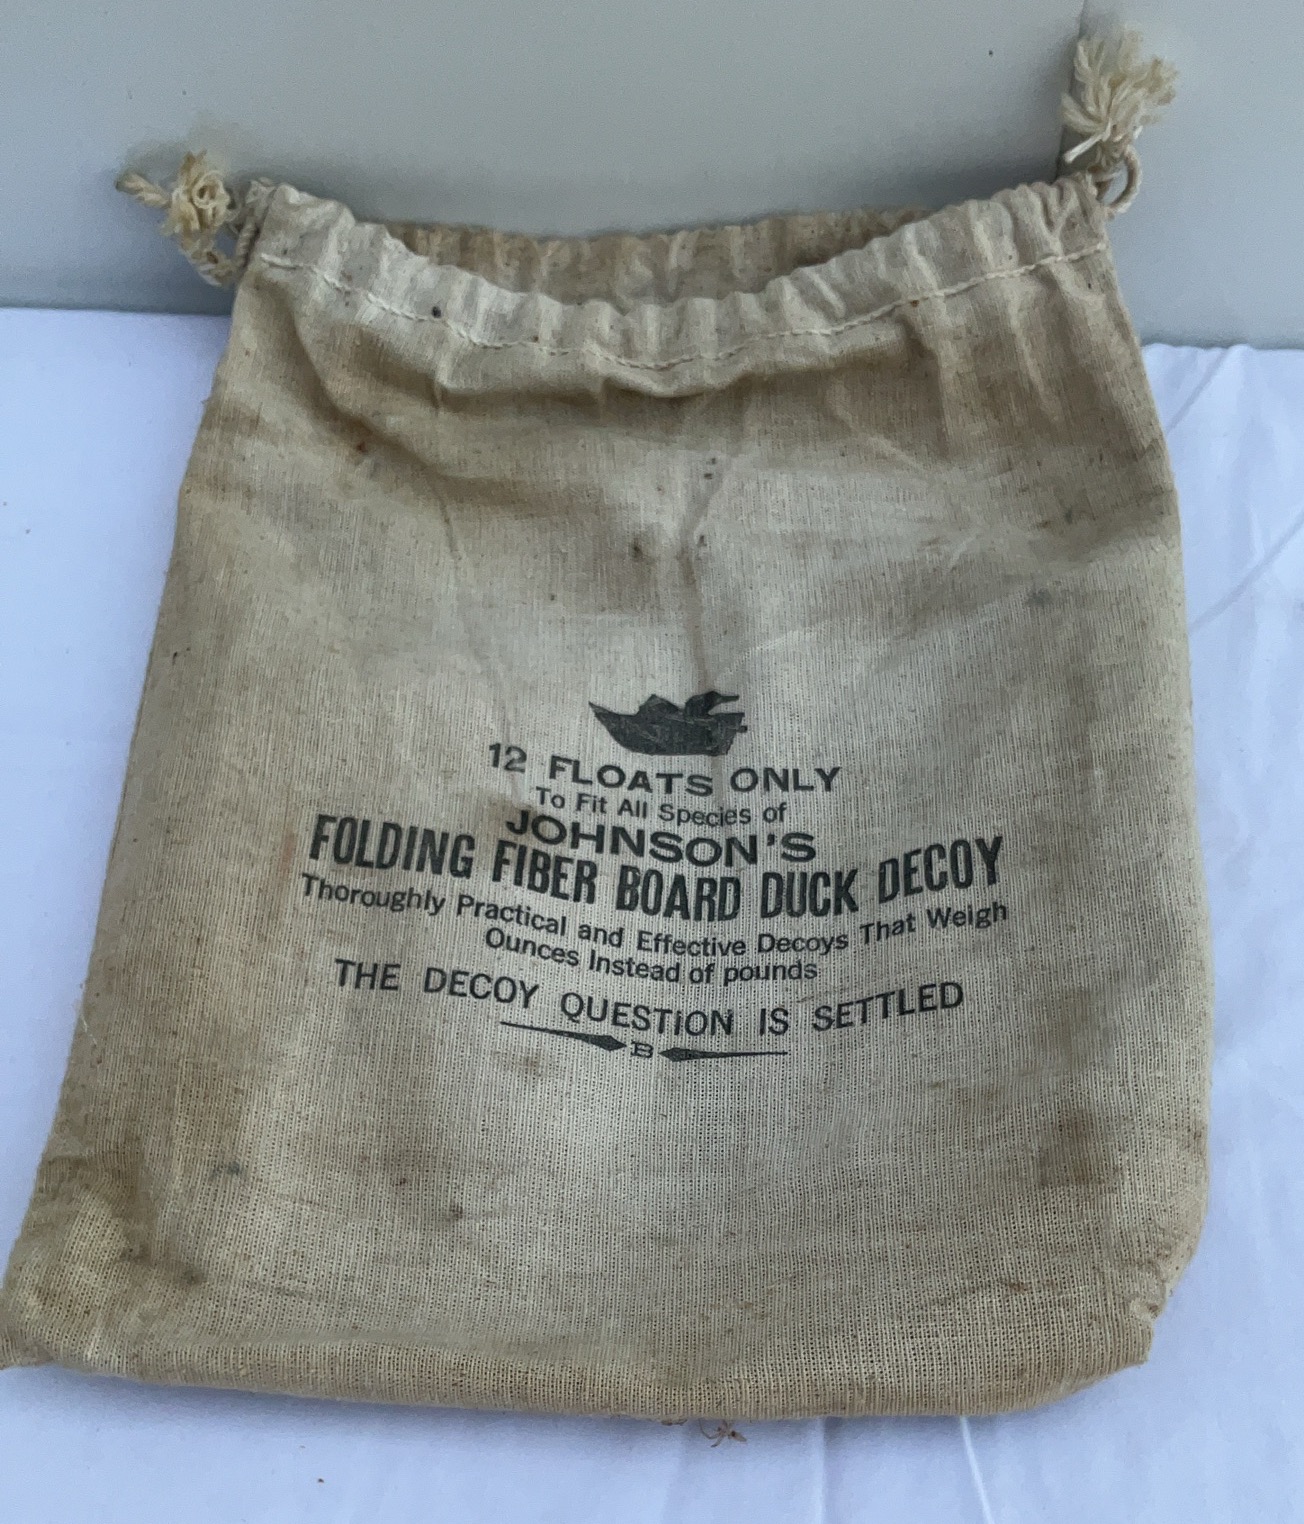 12 FLOATS ONLY
To Fit All Species of
JOHNSON'S
FOLDING FIBER BOARD DUCK DECOY
Thoroughly Practical and Effective Decoys That Weigh
Ounces Instead of pounds
THE DECOY QUESTION IS SETTLED
B